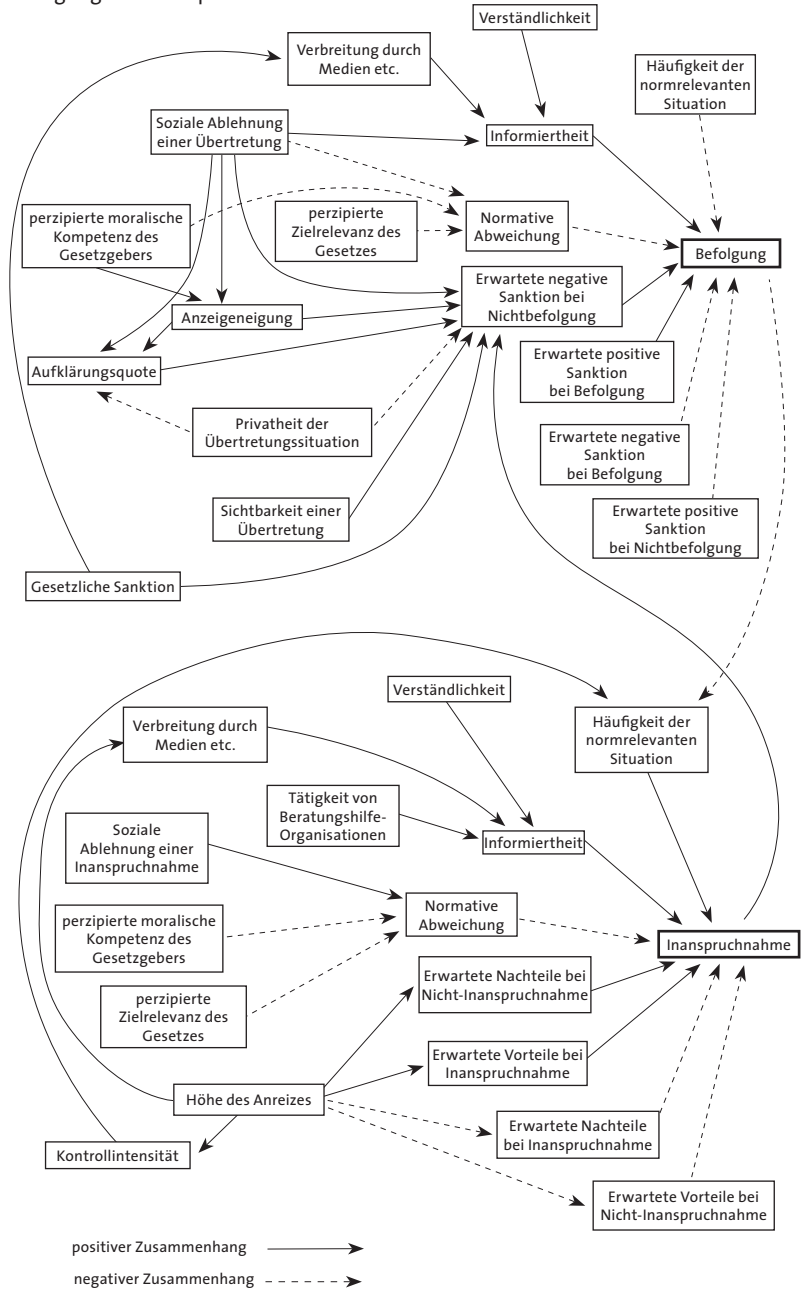 Verständlichkeit
Verbreitung durch
Medien etc.
Häufigkeit der
normrelevanten
Situation
Soziale Ablehnung
einer Übertretung
Informiertheit
perzipierte moralische
Kompetenz des
Gesetzgebers
perzipierte
Zielrelevanz des
Gesetzes
Normative
Abweichung
Befolgung
Erwartete negative
Sanktion bei
Nichtbefolgung
Anzeigeneigung
Erwartete positive
Sanktion
bei Befolgung
Aufklärungsquote
Privatheit der
Übertretungssituation
Erwartete negative
Sanktion
bei Befolgung
Sichtbarkeit einer
Übertretung
Erwartete positive
Sanktion
bei Nichtbefolgung
Gesetzliche Sanktion
Verständlichkeit
Verbreitung durch
Medien etc.
Häufigkeit der
normrelevanten
Situation
Tätigkeit von
Beratungshilfe-
Organisationen
Soziale
Ablehnung einer
Inanspruchnahme
Informiertheit
Normative
Abweichung
perzipierte moralische
Kompetenz des
Gesetzgebers
Inanspruchnahme
Erwartete Nachteile bei
Nicht-Inanspruchnahme
perzipierte
Zielrelevanz des
Gesetzes
Erwartete Vorteile bei
Inanspruchnahme
Höhe des Anreizes
Erwartete Nachteile
bei Inanspruchnahme
Kontrollintensität
Erwartete Vorteile bei
Nicht-Inanspruchnahme
positiver Zusammenhang
negativer Zusammenhang